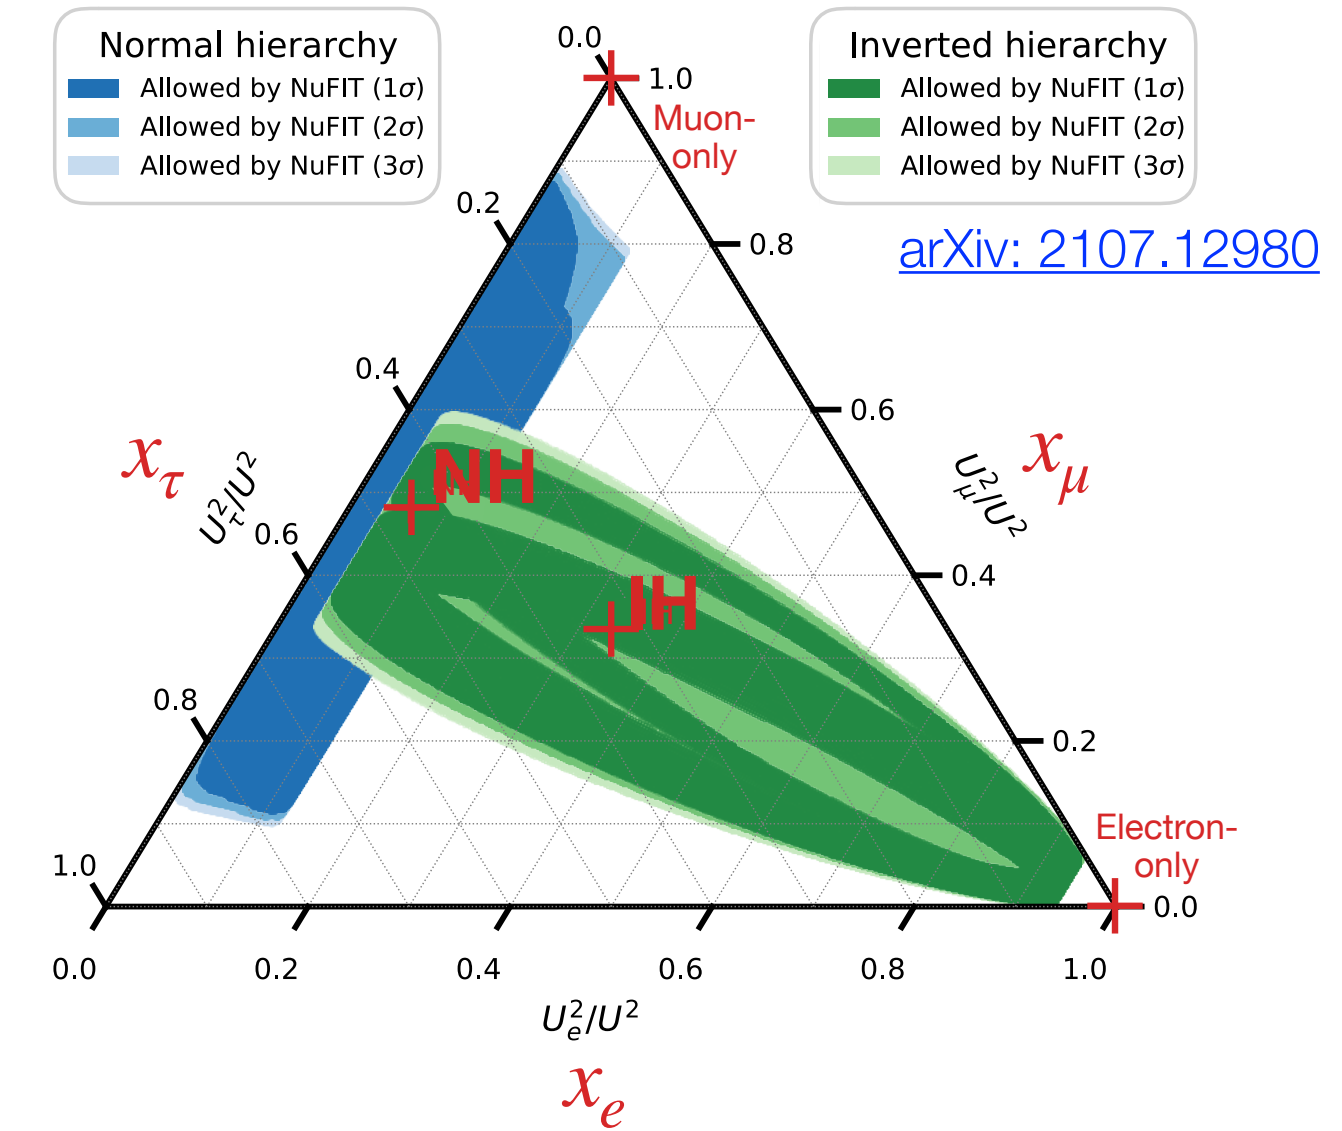 Normal hierarchy
Allowed by NuFIT (1σ)
Allowed by NuFIT (2σ)
Allowed by NuFIT (3σ)
Inverted hierarchy
Allowed by NuFIT (1σ)
Allowed by NuFIT (2σ)
Allowed by NuFIT (3σ)
arXiv: 2107.12980
0.0
0.2
0.4
0.6
0.8
1.0
x_τ
U_τ^2/U^2
1.0
0.8
0.6
0.4
0.2
0.0
x_μ
U_μ^2/U^2
Muon-
only
NH
IH
Electron-
only
0.0
0.2
0.4
0.6
0.8
1.0
U_e^2/U^2
x_e